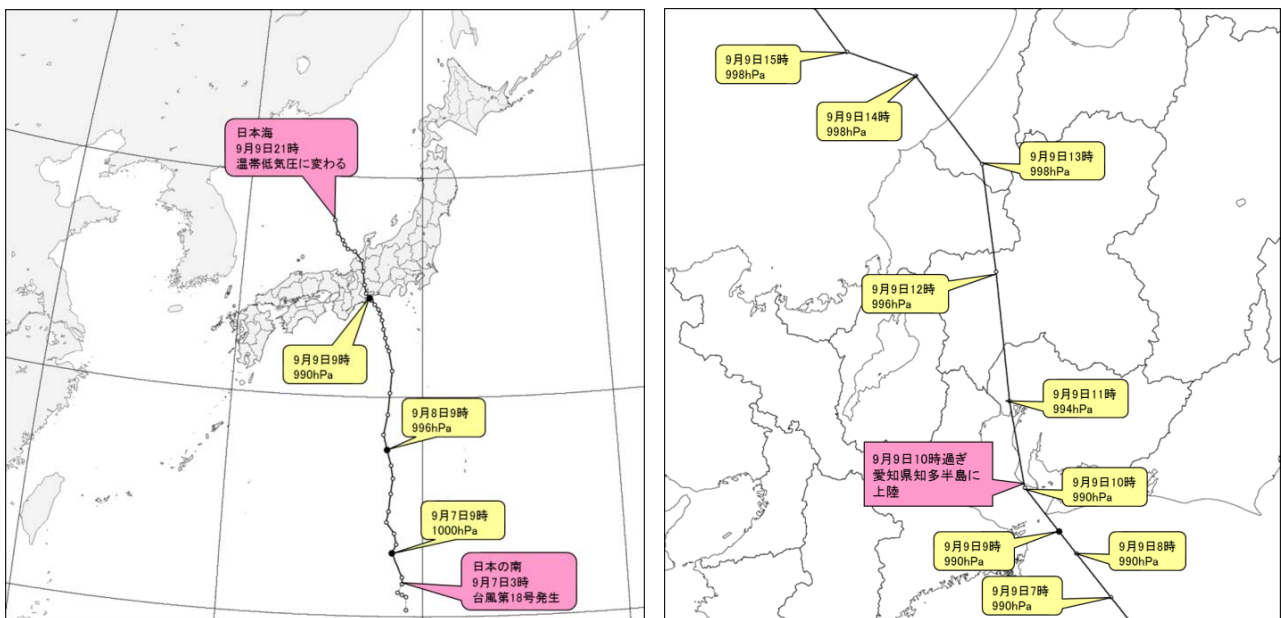 日本海
9月9日21時
温帯低気圧に変わる
9月9日9時
990hPa
9月8日9時
996hPa
9月7日9時
1000hPa
日本の南
9月7日3時
台風第18号発生
9月9日15時
998hPa
9月9日14時
998hPa
9月9日13時
998hPa
9月9日12時
996hPa
9月9日11時
994hPa
9月9日10時過ぎ
愛知県知多半島に
上陸
9月9日10時
990hPa
9月9日9時
990hPa
9月9日8時
990hPa
9月9日7時
990hPa